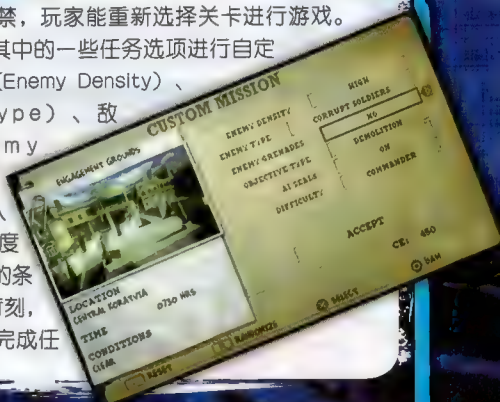 禁，玩家能重新选择关卡进行游戏。
其中的一些任务选项进行自定
(Enemy Density)、
ype)、敌
my
度
的条
刻，
完成任
CUSTOM MISSION
ENGAGEMENT GROUNDS
ENEMY DENSITY [ HIGH
ENEMY TYPE [ CORRUPT SOLDIERS
ENEMY GRENADES NO
OBJECTIVE TYPE DEMOLITION
AI SEALS ON
DIFFICULTY COMMANDER
ACCEPT
CE: 450
LOCATION
CENTRAL KORATVIA
0730 HRS
TIME
CONDITIONS
CLEAR
RESET
RANDOMIZE
SELECT